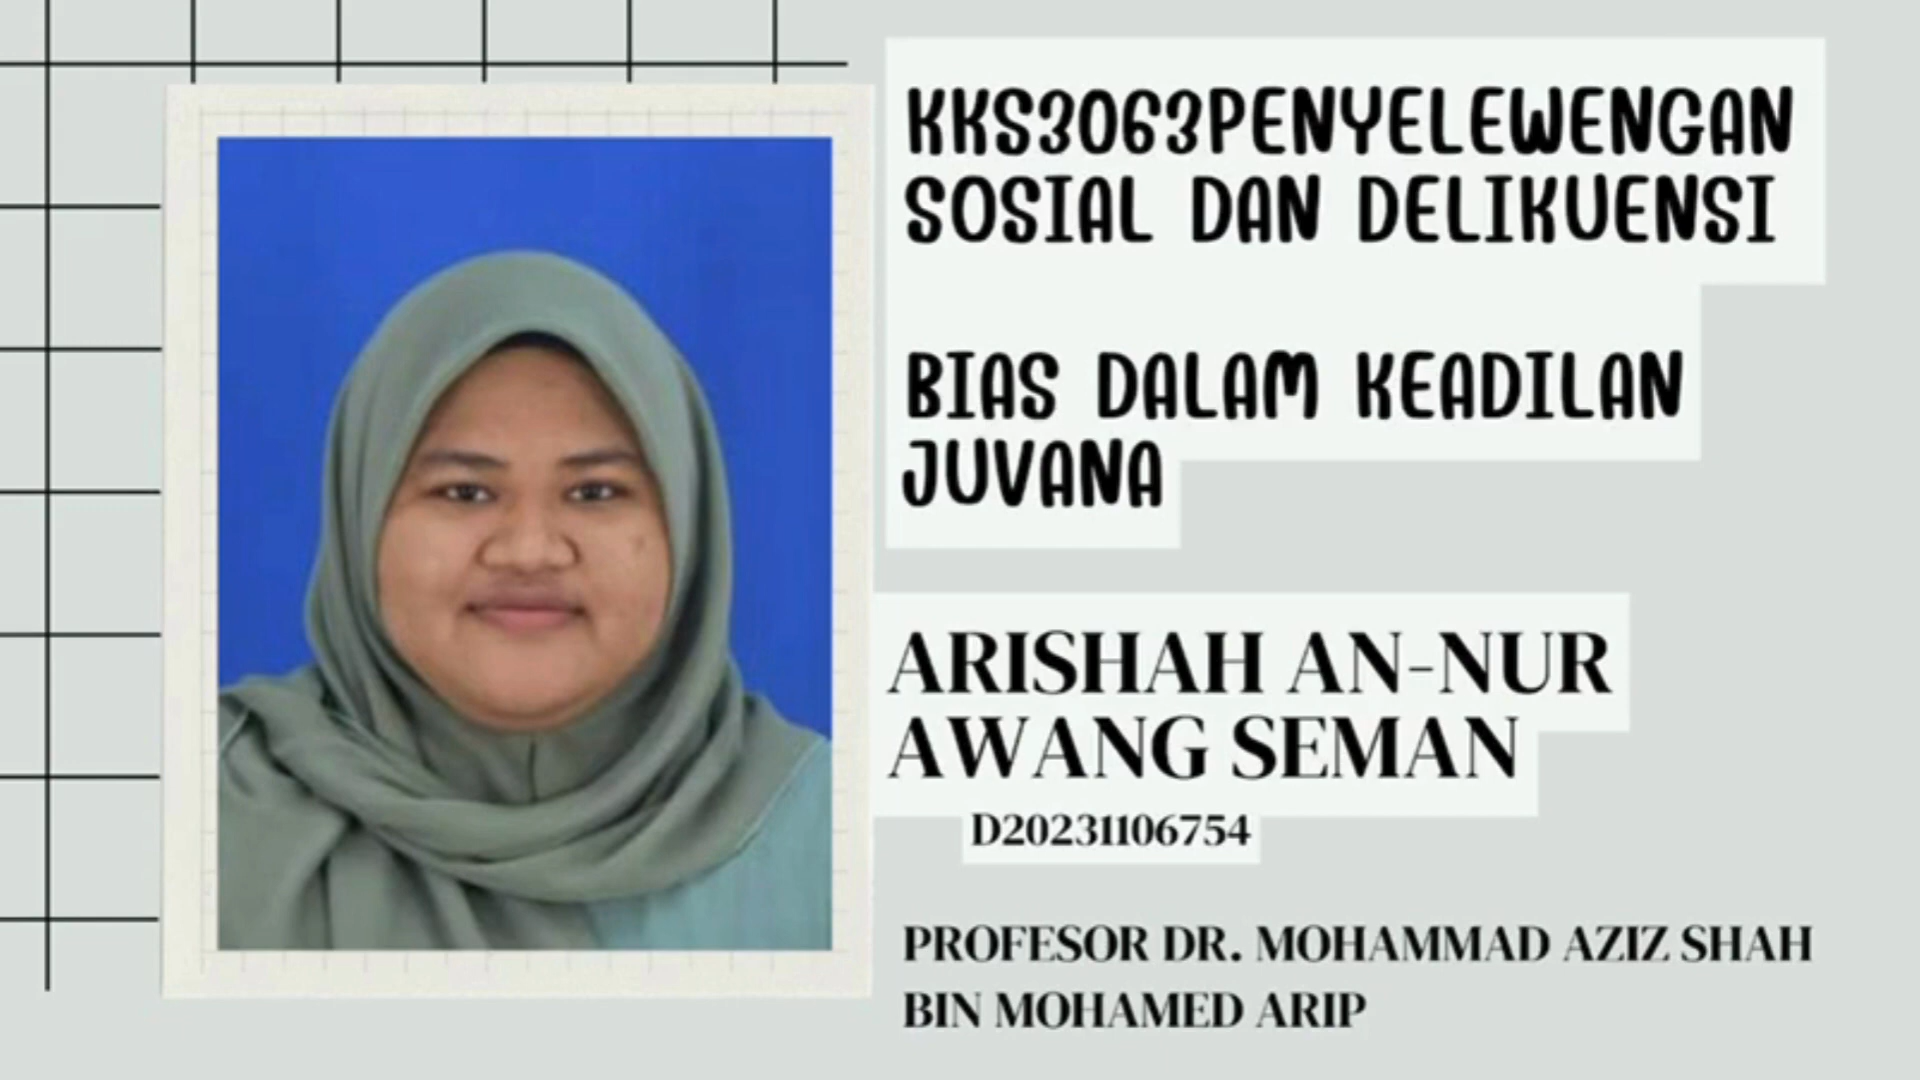 KKS3063PENYELEWENGAN
SOSIAL DAN DELIKUENSI
BIAS DALAM KEADILAN
JUVANA
ARISHAH AN-NUR
AWANG SEMAN
D20231106754
PROFESOR DR. MOHAMMAD AZIZ SHAH
BIN MOHAMED ARIP